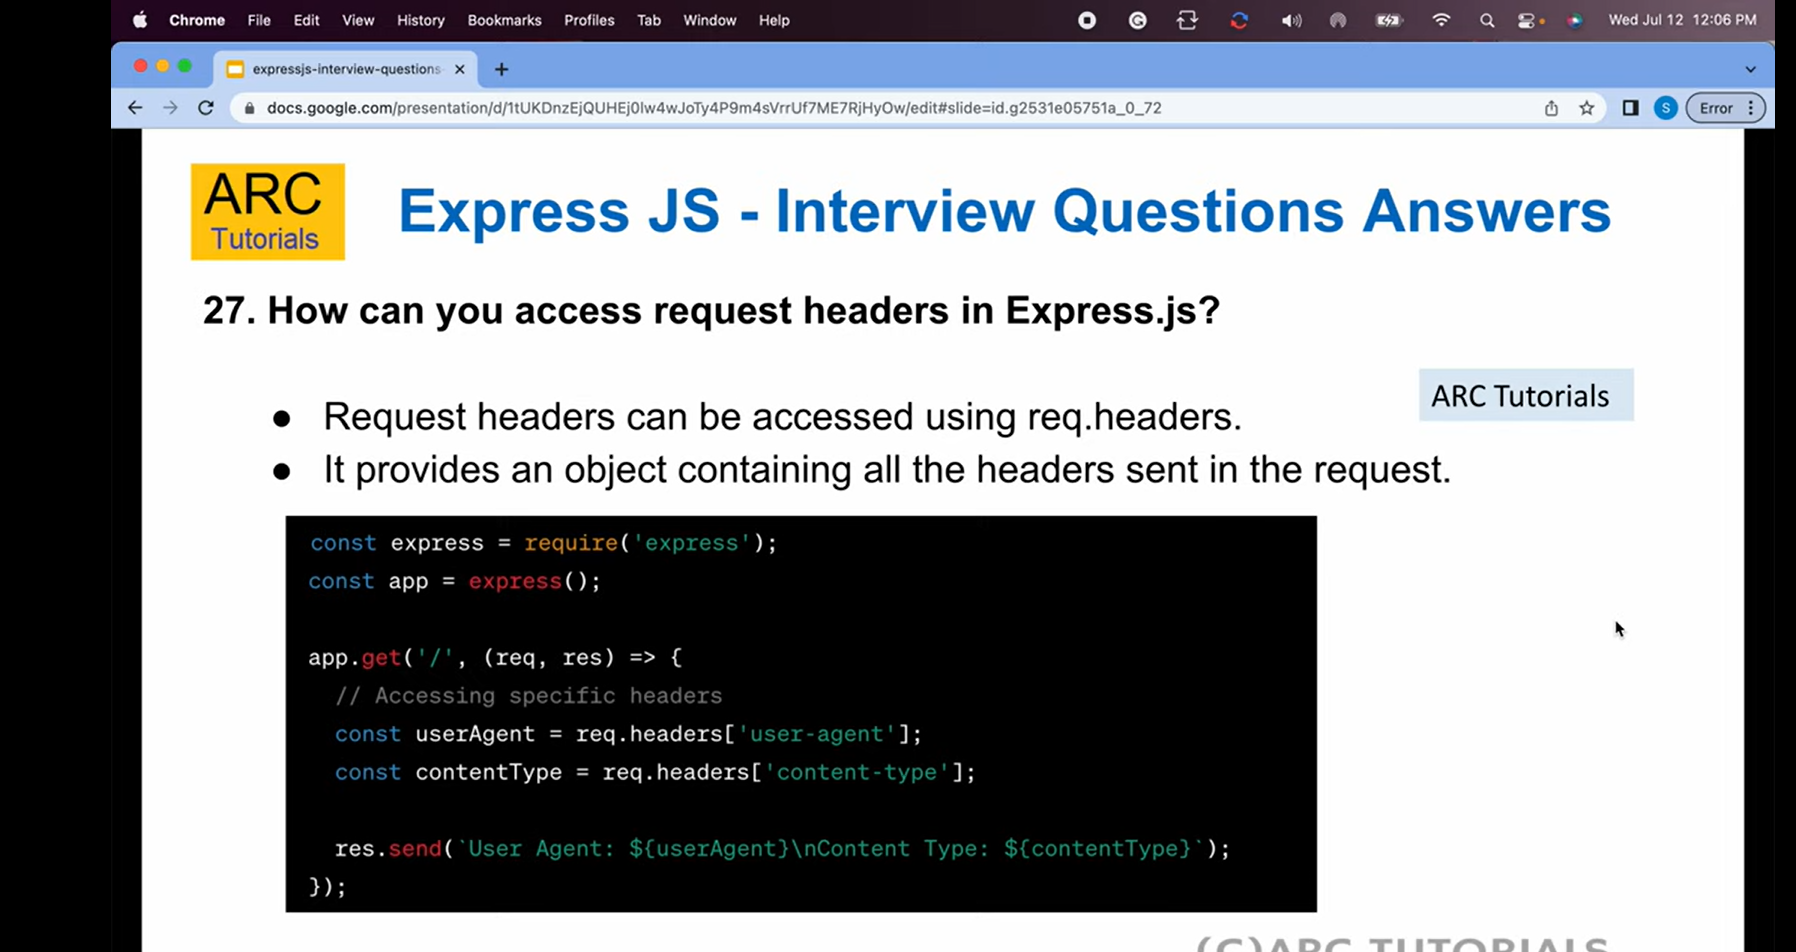 Chrome File Edit View History Bookmarks Profiles Tab Window Help Wed Jul 12 12:06 PM
expressjs-interview-questions-
docs.google.com/presentation/d/1tUKDnzEjQUHEj0lw4wJoTy4P9m4sVrrUf7ME7RjHyOw/edit#slide=id.g2531e05751a_0_72 S Error
ARC
Tutorials
Express JS - Interview Questions Answers
27. How can you access request headers in Express.js?
ARC Tutorials
● Request headers can be accessed using req.headers.
● It provides an object containing all the headers sent in the request.
const express = require('express');
const app = express();
app.get('/', (req, res) => {
// Accessing specific headers
const userAgent = req.headers['user-agent'];
const contentType = req.headers['content-type'];
res.send(`User Agent: ${userAgent}\nContent Type: ${contentType}`);
});
(C)ARC TUTORIALS